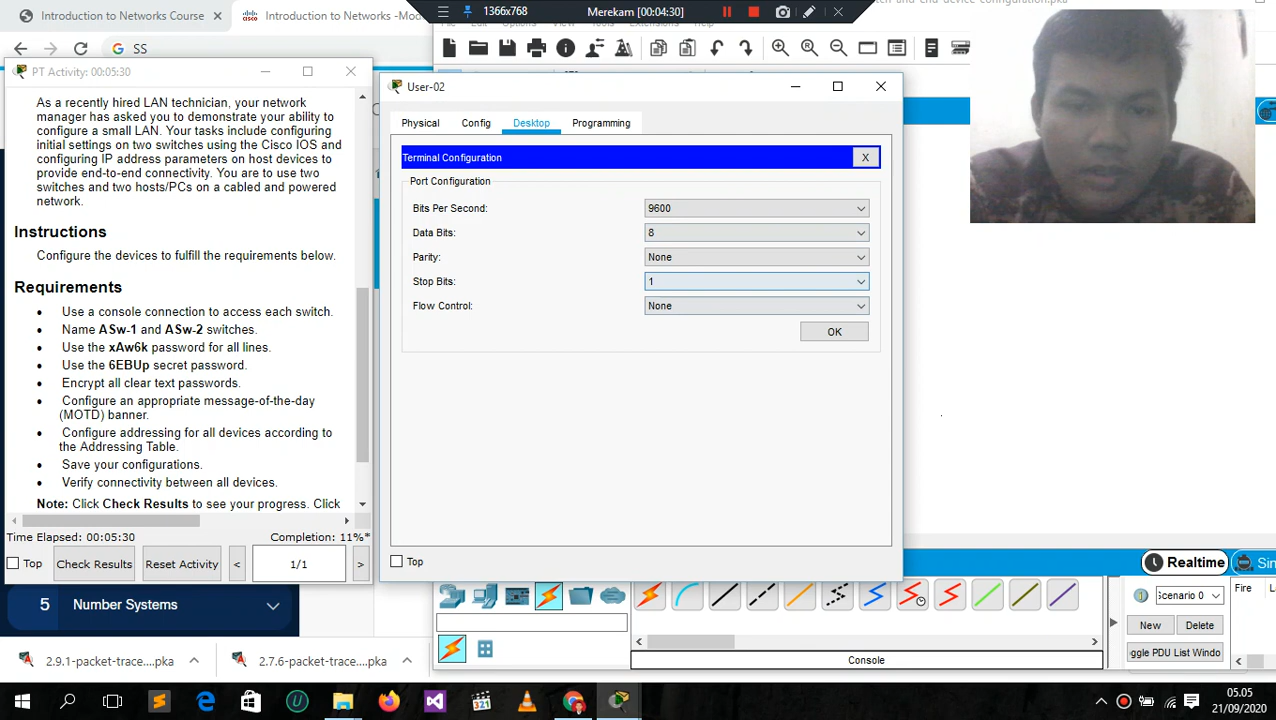 Introduction to Networks Course
Introduction to Networks -Mod
SS
1366x768
Merekam [00:04:30]
PT Activity: 00:05:30
As a recently hired LAN technician, your network
manager has asked you to demonstrate your ability to
configure a small LAN. Your tasks include configuring
initial settings on two switches using the Cisco IOS and
configuring IP address parameters on host devices to
provide end-to-end connectivity. You are to use two
switches and two hosts/PCs on a cabled and powered
network.
Instructions
Configure the devices to fulfill the requirements below.
Requirements
Use a console connection to access each switch.
Name ASw-1 and ASw-2 switches.
Use the xAw6k password for all lines.
Use the 6EBUp secret password.
Encrypt all clear text passwords.
Configure an appropriate message-of-the-day
(MOTD) banner.
Configure addressing for all devices according to
the Addressing Table.
Save your configurations.
Verify connectivity between all devices.
Note: Click Check Results to see your progress. Click
Time Elapsed: 00:05:30
Completion: 11%*
Top
Check Results
Reset Activity
<
1/1
>
User-02
Physical
Config
Desktop
Programming
Terminal Configuration
X
Port Configuration
Bits Per Second:
9600
Data Bits:
8
Parity:
None
Stop Bits:
1
Flow Control:
None
OK
Top
5
Number Systems
2.9.1-packet-trace....pka
2.7.6-packet-trace....pka
Console
Realtime
Sin
Scenario 0
New
Delete
ggle PDU List Windo
Fire
321
05.05
21/09/2020